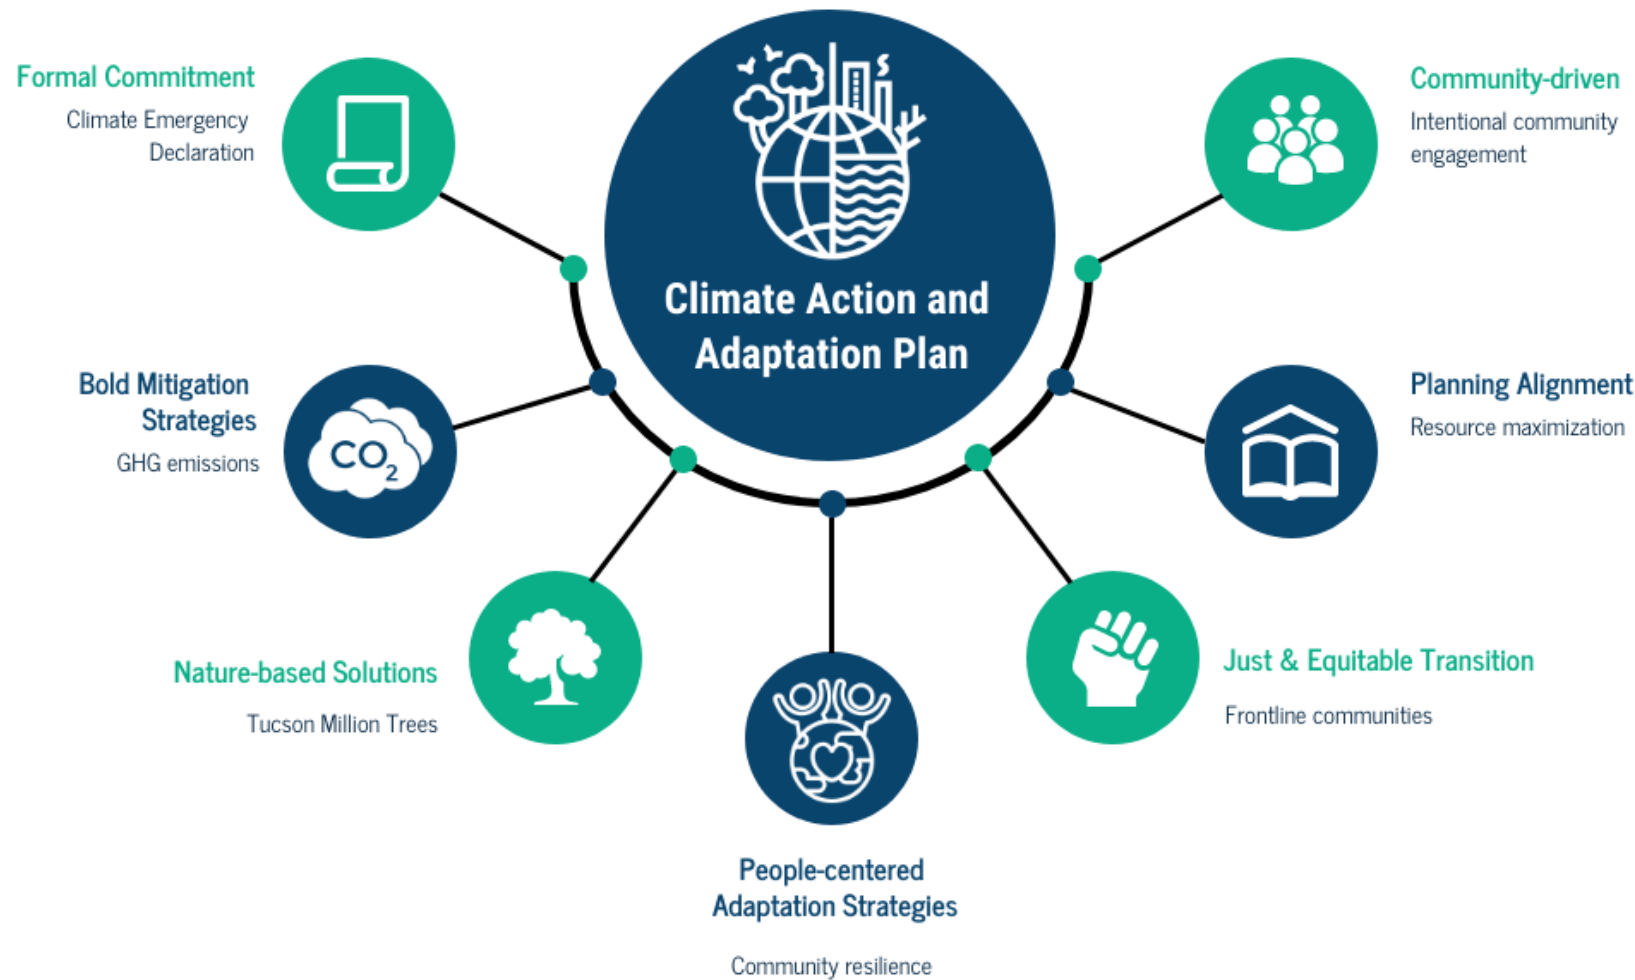 Climate Action and
Adaptation Plan
Formal Commitment
Climate Emergency
Declaration
Bold Mitigation
Strategies
GHG emissions
CO2
Nature-based Solutions
Tucson Million Trees
People-centered
Adaptation Strategies
Community resilience
Just & Equitable Transition
Frontline communities
Planning Alignment
Resource maximization
Community-driven
Intentional community
engagement